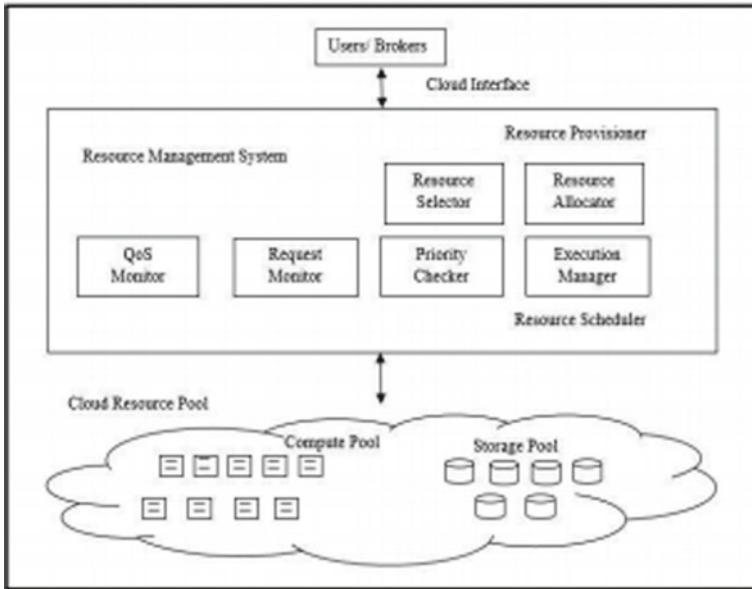 Users/ Brokers
Cloud Interface
Resource Provisioner
Resource Management System
Resource
Selector
Resource
Allocator
QoS
Monitor
Request
Monitor
Priority
Checker
Execution
Manager
Resource Scheduler
Cloud Resource Pool
Compute Pool
Storage Pool